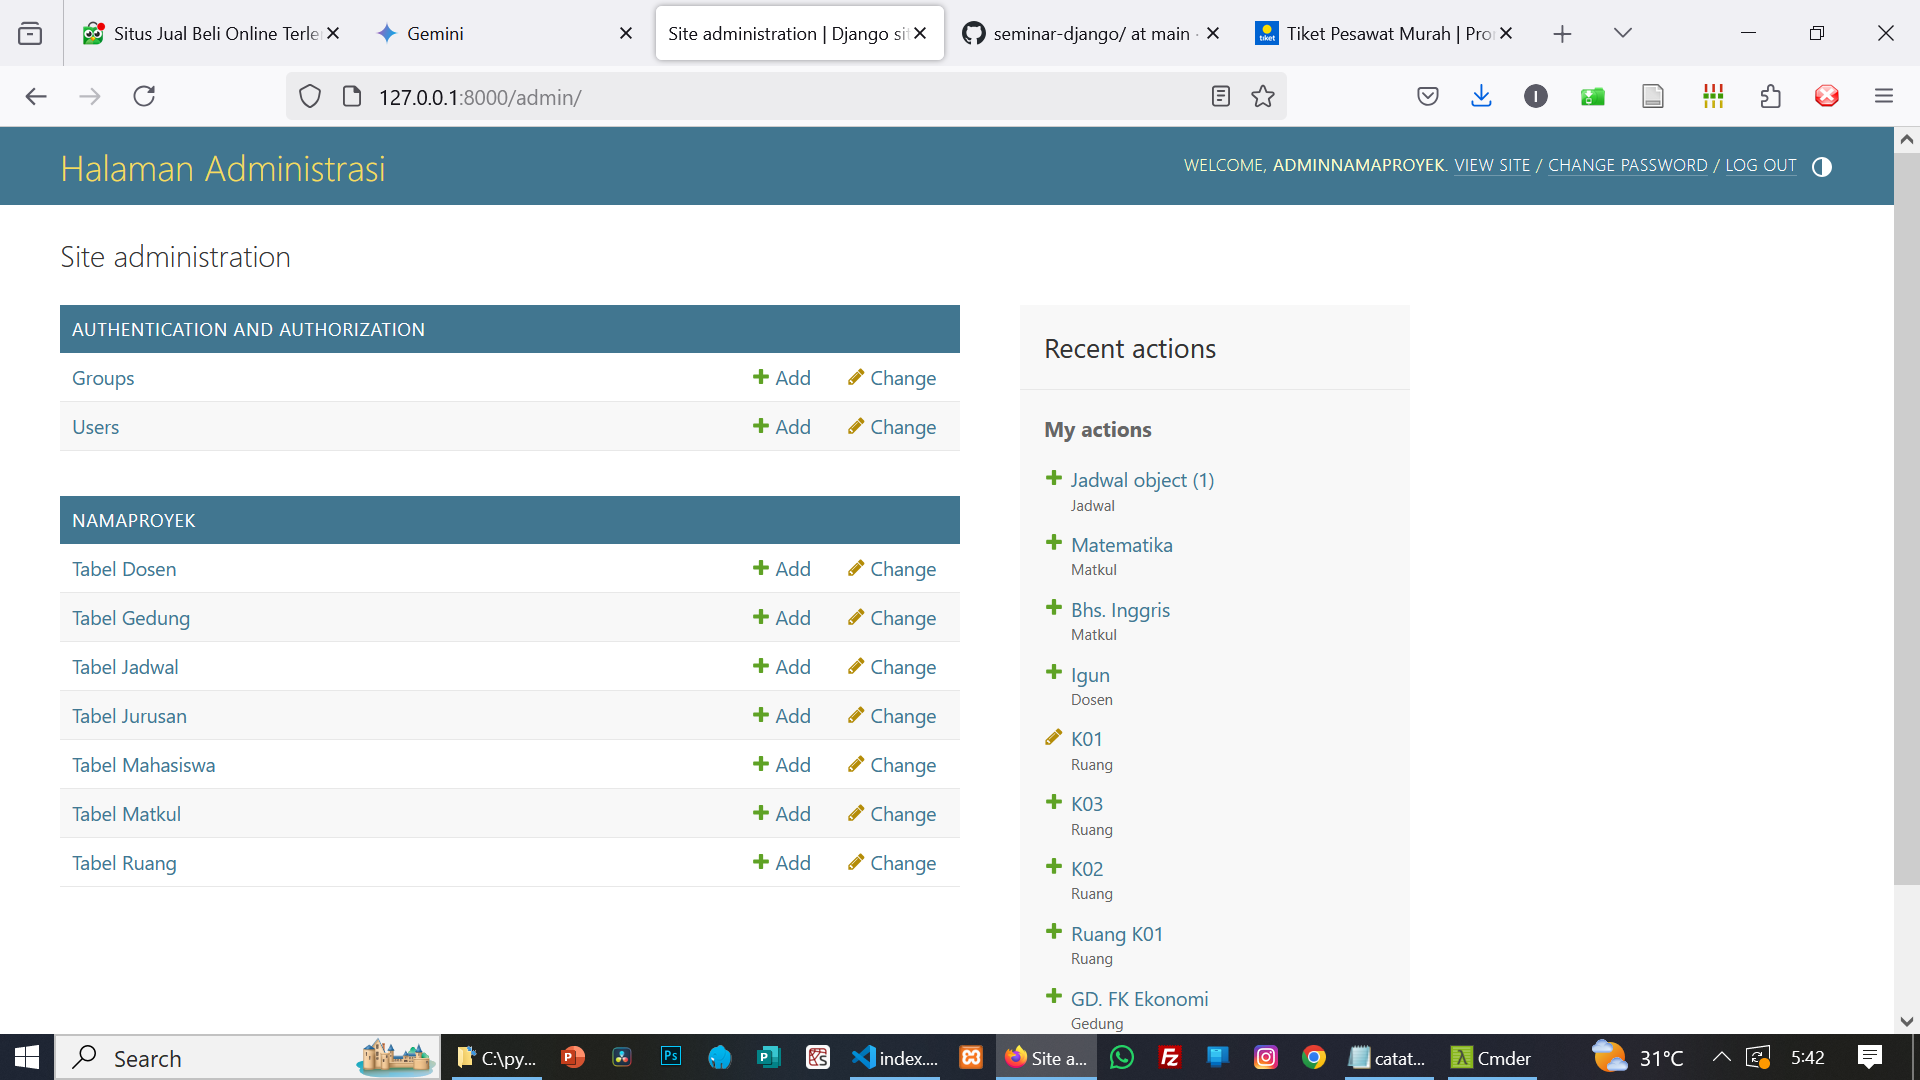 Situs Jual Beli Online Terle
Gemini
Site administration | Django sit
seminar-django/ at main ·
Tiket Pesawat Murah | Pro
127.0.0.1:8000/admin/
Halaman Administrasi
WELCOME, ADMINNAMAPROYEK. VIEW SITE / CHANGE PASSWORD / LOG OUT
Site administration
AUTHENTICATION AND AUTHORIZATION
Groups Add Change
Users Add Change
NAMAPROYEK
Tabel Dosen Add Change
Tabel Gedung Add Change
Tabel Jadwal Add Change
Tabel Jurusan Add Change
Tabel Mahasiswa Add Change
Tabel Matkul Add Change
Tabel Ruang Add Change
Recent actions
My actions
Jadwal object (1)
Jadwal
Matematika
Matkul
Bhs. Inggris
Matkul
Igun
Dosen
K01
Ruang
K03
Ruang
K02
Ruang
Ruang K01
Ruang
GD. FK Ekonomi
Gedung
Search
C:\py...
index....
Site a...
catat...
Cmder
31°C
5:42